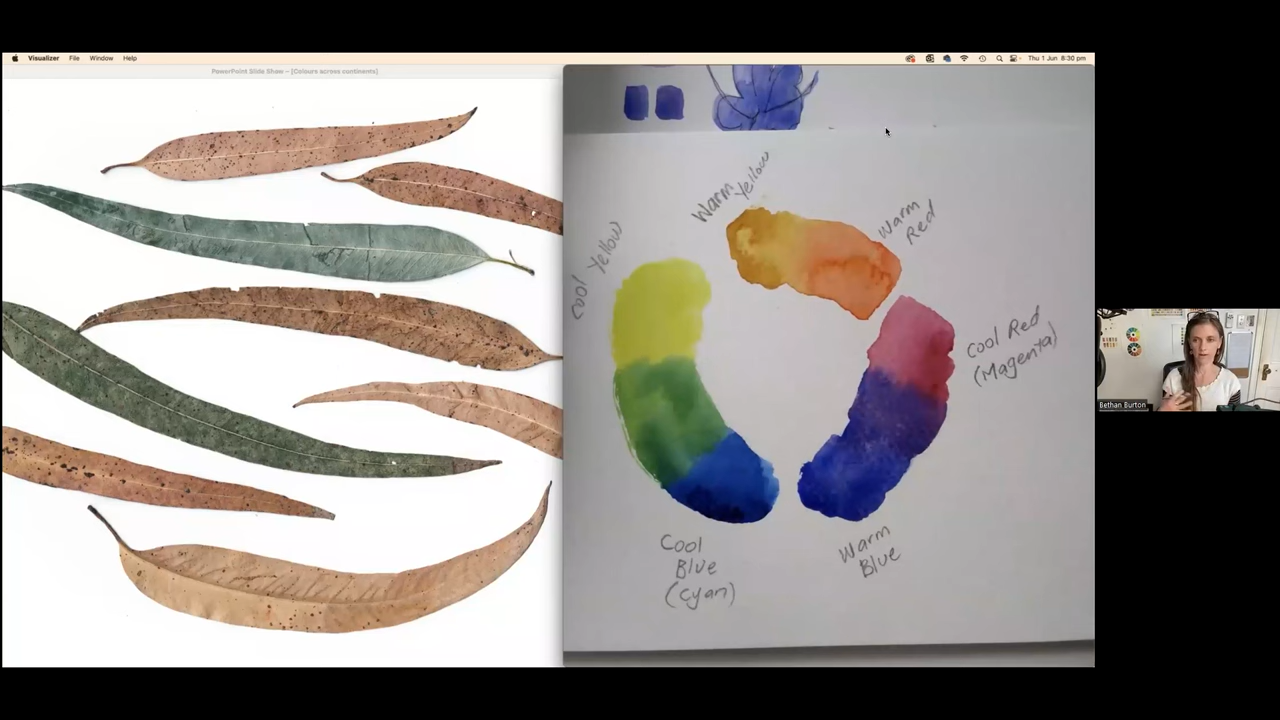 Visualizer File Window Help
Thu 1 Jun 8:30 pm
PowerPoint Slide Show - [Colours across continents]
Warm
Yellow
Warm
Red
Cool Yellow
Cool Red
(Magenta)
Cool
Blue
(Cyan)
Warm
Blue
Bethan Burton